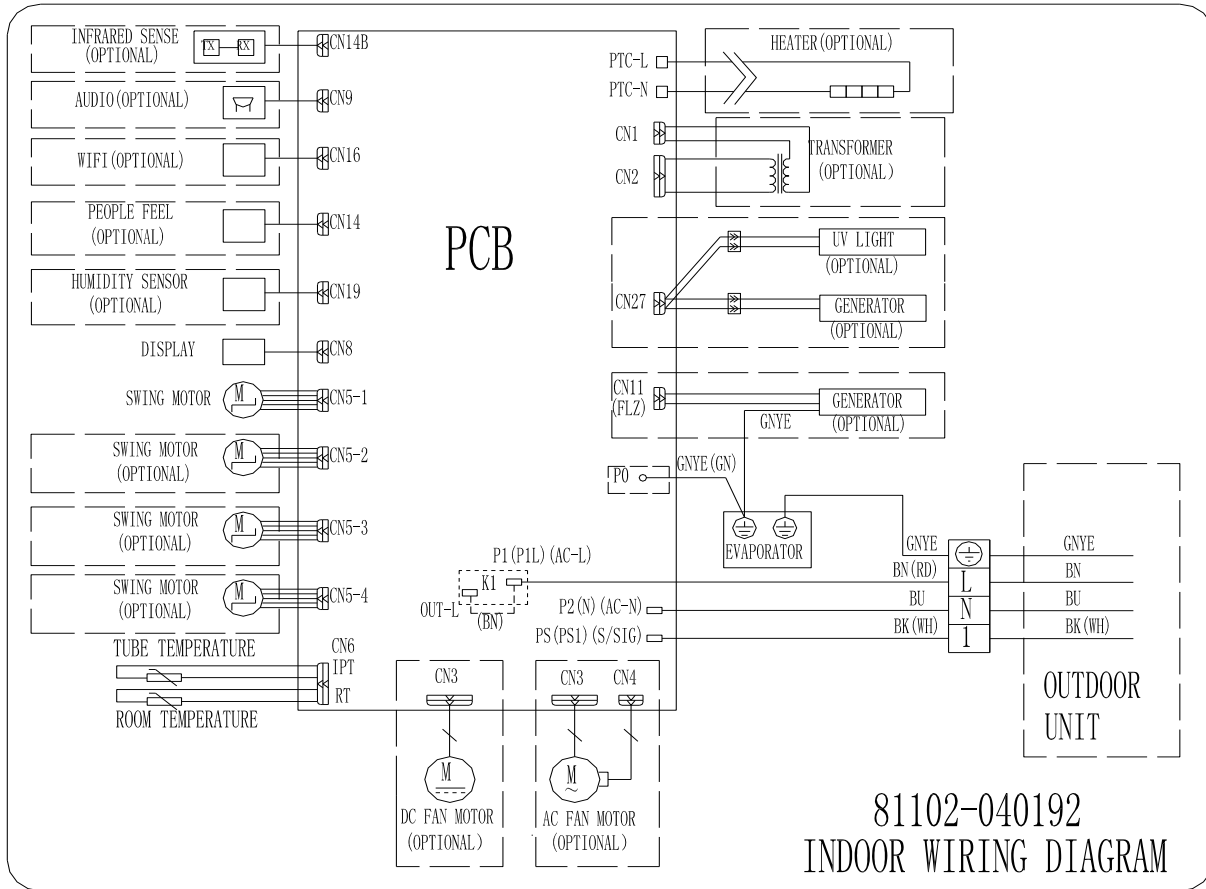 INFRARED SENSE
(OPTIONAL)
TX
RX
CN14B
AUDIO(OPTIONAL)
CN9
WIFI(OPTIONAL)
CN16
PEOPLE FEEL
(OPTIONAL)
CN14
HUMIDITY SENSOR
(OPTIONAL)
CN19
DISPLAY
CN8
SWING MOTOR
M
CN5-1
SWING MOTOR
(OPTIONAL)
M
CN5-2
SWING MOTOR
(OPTIONAL)
M
CN5-3
SWING MOTOR
(OPTIONAL)
M
CN5-4
TUBE TEMPERATURE
CN6
IPT
RT
ROOM TEMPERATURE
PCB
PTC-L
PTC-N
HEATER(OPTIONAL)
CN1
CN2
TRANSFORMER
(OPTIONAL)
CN27
UV LIGHT
(OPTIONAL)
GENERATOR
(OPTIONAL)
CN11
(FLZ)
GENERATOR
(OPTIONAL)
GNYE
P0
GNYE(GN)
EVAPORATOR
P1(P1L)(AC-L)
K1
OUT-L
(BN)
P2(N)(AC-N)
PS(PS1)(S/SIG)
GNYE
BN(RD)
BU
BK(WH)
L
N
1
GNYE
BN
BU
BK(WH)
OUTDOOR
UNIT
CN3
M
DC FAN MOTOR
(OPTIONAL)
CN3
CN4
M
~
AC FAN MOTOR
(OPTIONAL)
81102-040192
INDOOR WIRING DIAGRAM